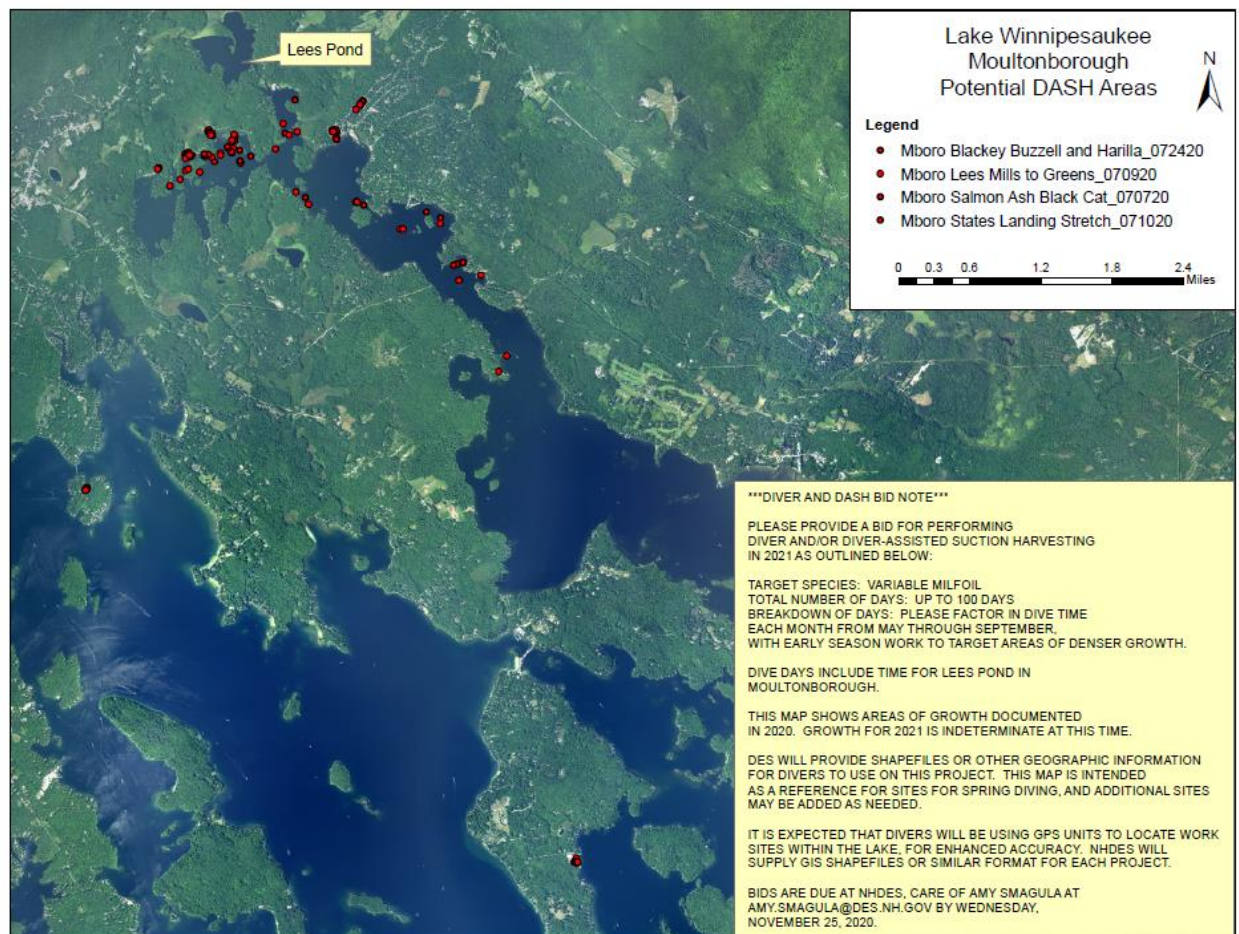 Lees Pond
Lake Winnipesaukee
Moultonborough
Potential DASH Areas
N
Legend
Mboro Blackey Buzzell and Harilla_072420
Mboro Lees Mills to Greens_070920
Mboro Salmon Ash Black Cat_070720
Mboro States Landing Stretch_071020
0 0.3 0.6 1.2 1.8 2.4
Miles
***DIVER AND DASH BID NOTE***
PLEASE PROVIDE A BID FOR PERFORMING
DIVER AND/OR DIVER-ASSISTED SUCTION HARVESTING
IN 2021 AS OUTLINED BELOW:
TARGET SPECIES: VARIABLE MILFOIL
TOTAL NUMBER OF DAYS: UP TO 100 DAYS
BREAKDOWN OF DAYS: PLEASE FACTOR IN DIVE TIME
EACH MONTH FROM MAY THROUGH SEPTEMBER,
WITH EARLY SEASON WORK TO TARGET AREAS OF DENSER GROWTH.
DIVE DAYS INCLUDE TIME FOR LEES POND IN
MOULTONBOROUGH.
THIS MAP SHOWS AREAS OF GROWTH DOCUMENTED
IN 2020. GROWTH FOR 2021 IS INDETERMINATE AT THIS TIME.
DES WILL PROVIDE SHAPEFILES OR OTHER GEOGRAPHIC INFORMATION
FOR DIVERS TO USE ON THIS PROJECT. THIS MAP IS INTENDED
AS A REFERENCE FOR SITES FOR SPRING DIVING, AND ADDITIONAL SITES
MAY BE ADDED AS NEEDED.
IT IS EXPECTED THAT DIVERS WILL BE USING GPS UNITS TO LOCATE WORK
SITES WITHIN THE LAKE, FOR ENHANCED ACCURACY. NHDES WILL
SUPPLY GIS SHAPEFILES OR SIMILAR FORMAT FOR EACH PROJECT.
BIDS ARE DUE AT NHDES, CARE OF AMY SMAGULA AT
AMY.SMAGULA@DES.NH.GOV BY WEDNESDAY,
NOVEMBER 25, 2020.